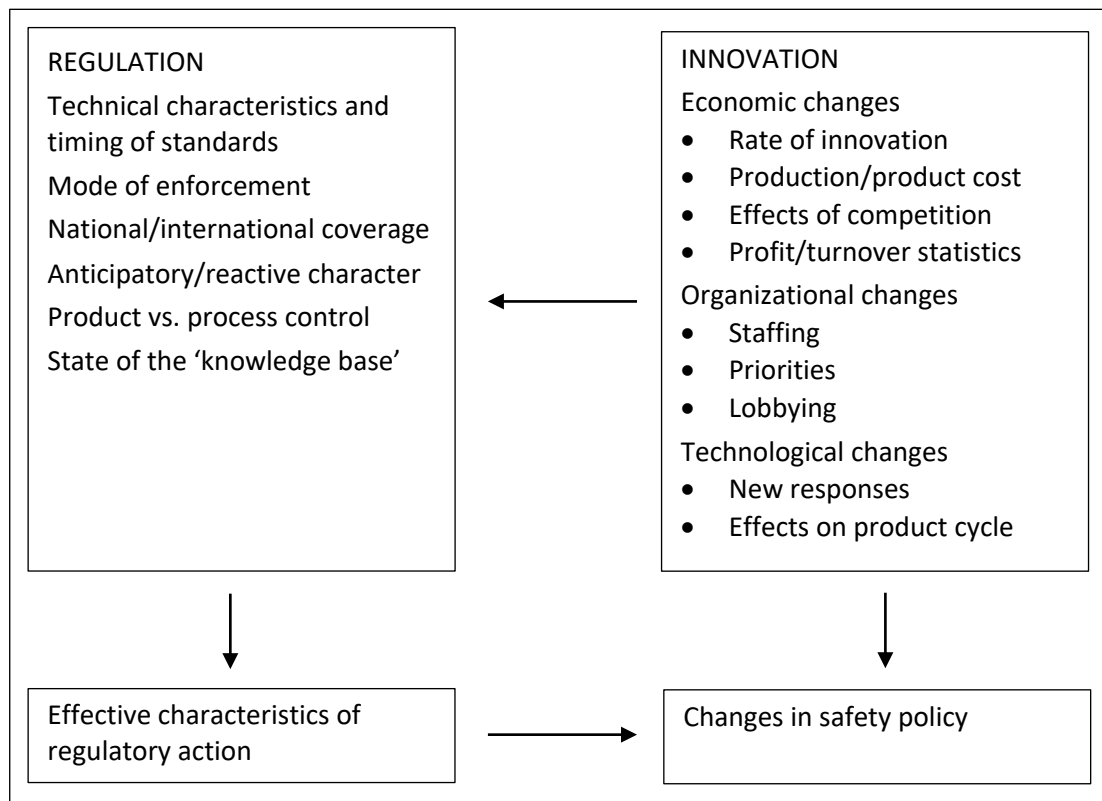 REGULATION
Technical characteristics and
timing of standards
Mode of enforcement
National/international coverage
Anticipatory/reactive character
Product vs. process control
State of the ‘knowledge base’
INNOVATION
Economic changes
• Rate of innovation
• Production/product cost
• Effects of competition
• Profit/turnover statistics
Organizational changes
• Staffing
• Priorities
• Lobbying
Technological changes
• New responses
• Effects on product cycle
Effective characteristics of
regulatory action
Changes in safety policy